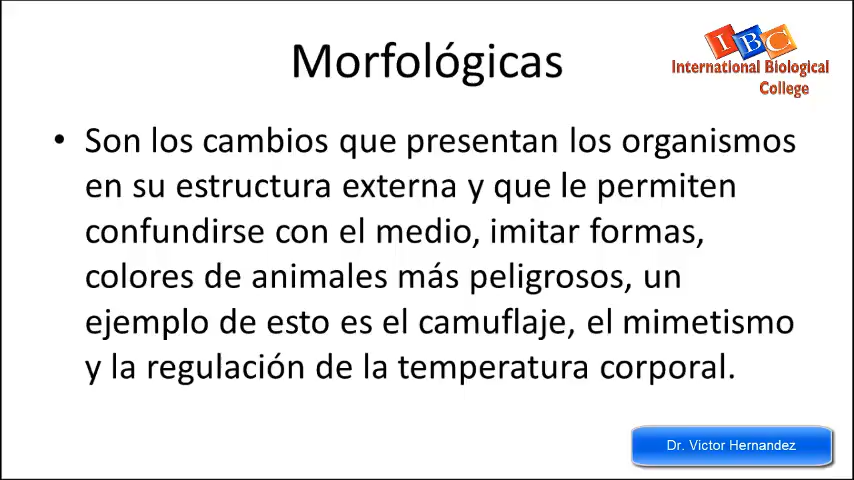 Morfológicas
IBC
International Biological
College
• Son los cambios que presentan los organismos
en su estructura externa y que le permiten
confundirse con el medio, imitar formas,
colores de animales más peligrosos, un
ejemplo de esto es el camuflaje, el mimetismo
y la regulación de la temperatura corporal.
Dr. Victor Hernandez